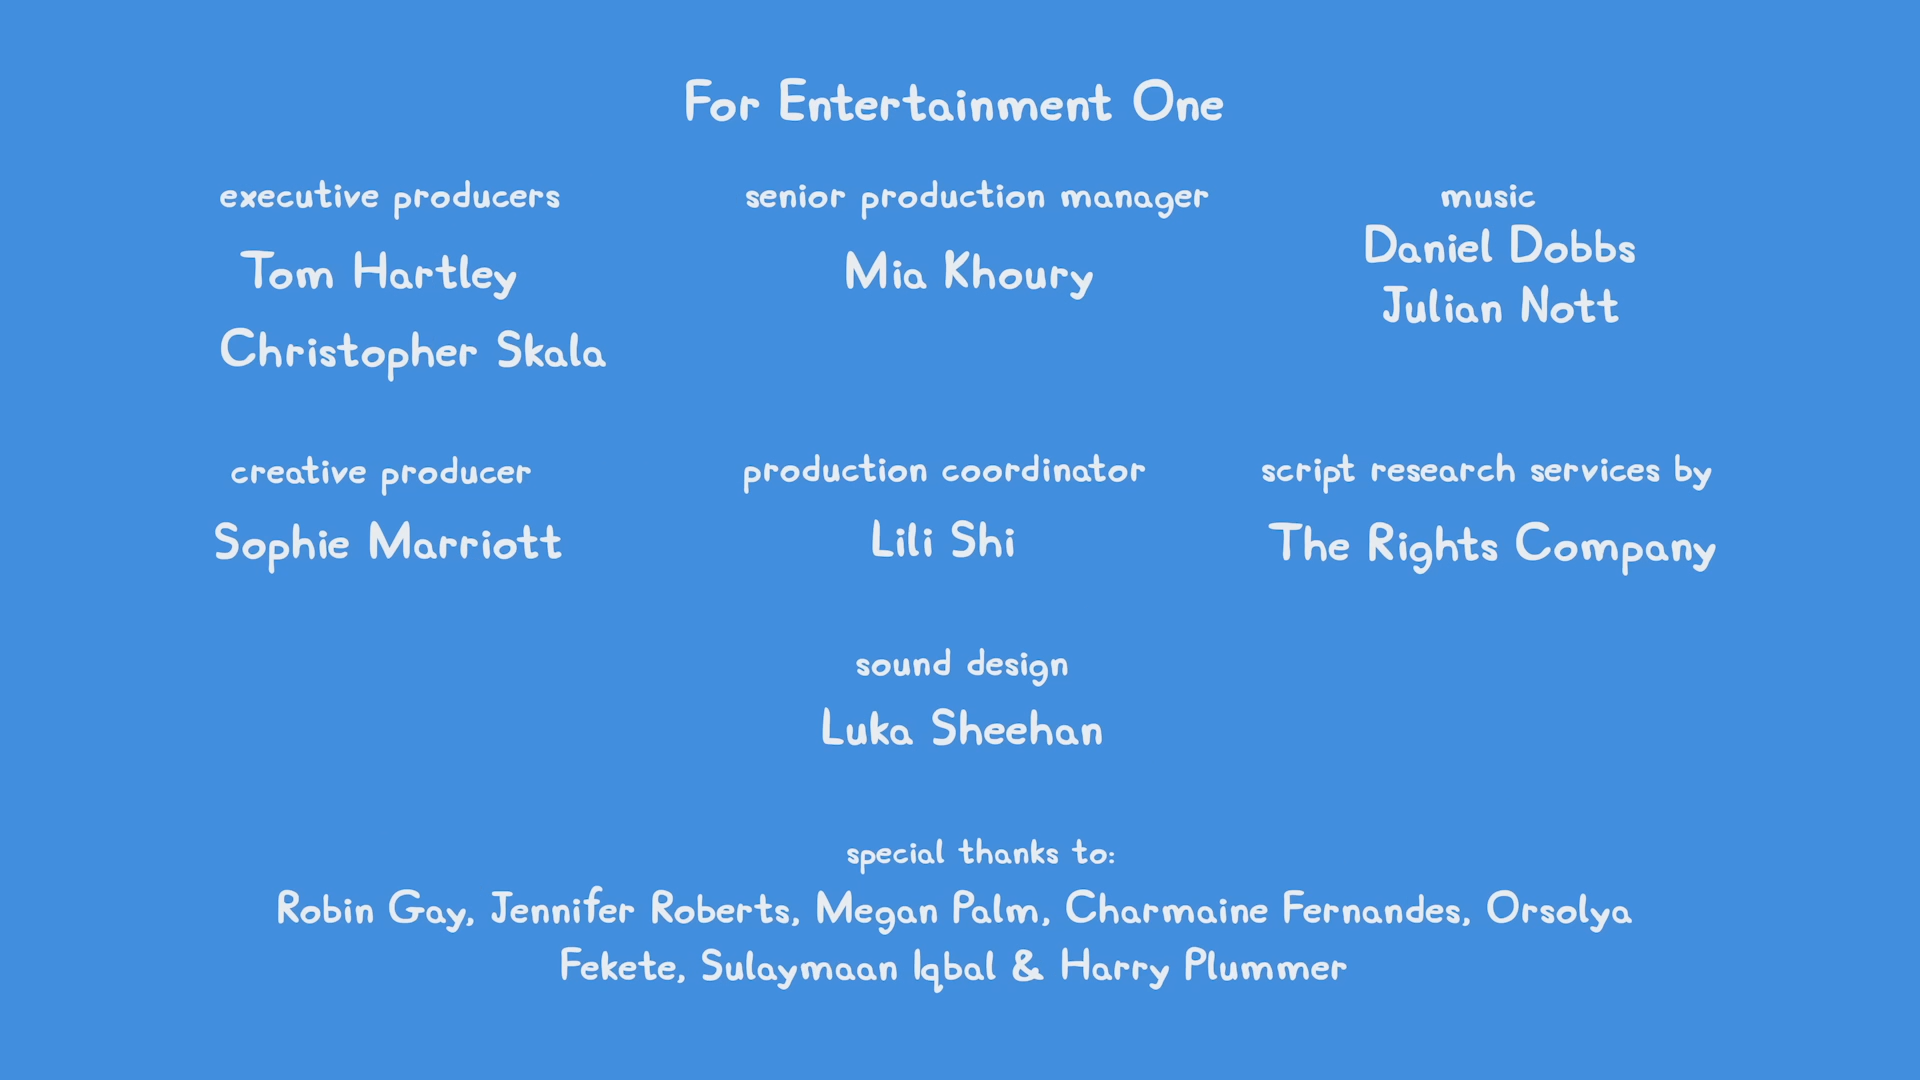 For Entertainment One
executive producers
Tom Hartley
Christopher Skala
senior production manager
Mia Khoury
music
Daniel Dobbs
Julian Nott
creative producer
Sophie Marriott
production coordinator
Lili Shi
script research services by
The Rights Company
sound design
Luka Sheehan
special thanks to:
Robin Gay, Jennifer Roberts, Megan Palm, Charmaine Fernandes, Orsolya
Fekete, Sulaymaan Iqbal & Harry Plummer